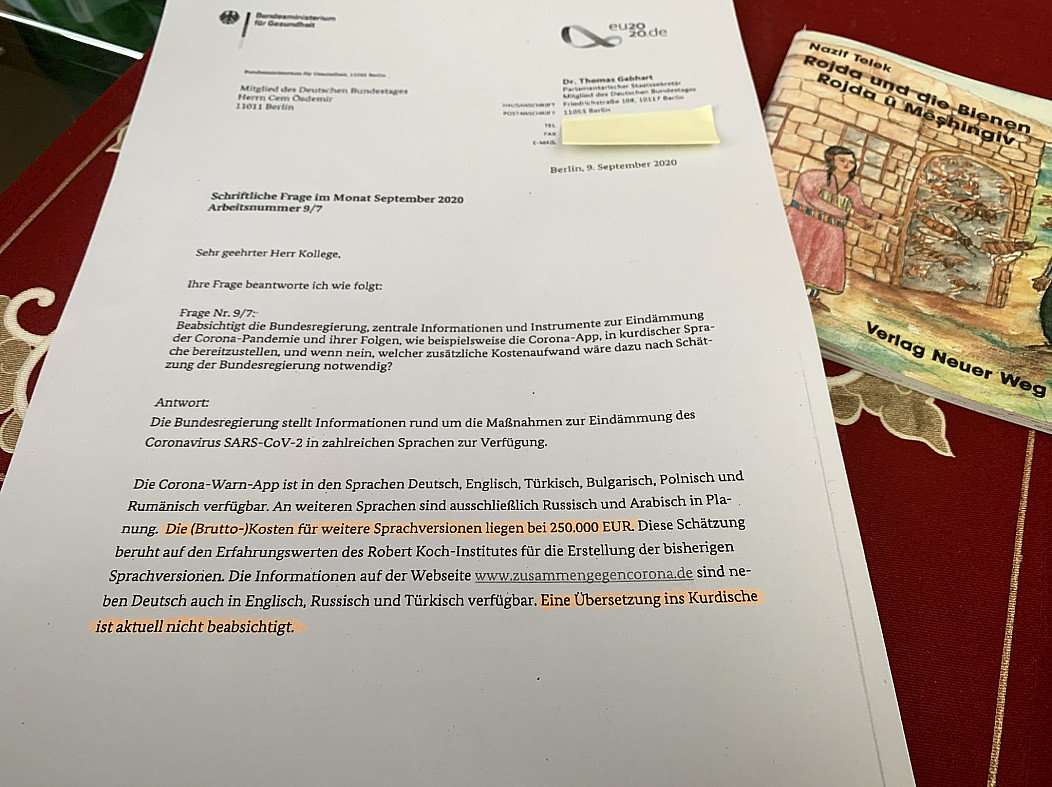 Bundesministerium
für Gesundheit
eu20
20.de
Bundesministerium für Gesundheit, 11055 Berlin
Mitglied des Deutschen Bundestages
Herrn Cem Özdemir
11011 Berlin
Dr. Thomas Gebhart
Parlamentarischer Staatssekretär
Mitglied des Deutschen Bundestages
HAUSANSCHRIFT Friedrichstraße 108, 10117 Berlin
POSTANSCHRIFT 11055 Berlin
TEL
FAX
E-MAIL
Berlin, 9. September 2020
Schriftliche Frage im Monat September 2020
Arbeitsnummer 9/7
Sehr geehrter Herr Kollege,
Ihre Frage beantworte ich wie folgt:
Frage Nr. 9/7:
Beabsichtigt die Bundesregierung, zentrale Informationen und Instrumente zur Eindämmung
der Corona-Pandemie und ihrer Folgen, wie beispielsweise die Corona-App, in kurdischer Spra-
che bereitzustellen, und wenn nein, welcher zusätzliche Kostenaufwand wäre dazu nach Schät-
zung der Bundesregierung notwendig?
Antwort:
Die Bundesregierung stellt Informationen rund um die Maßnahmen zur Eindämmung des
Coronavirus SARS-CoV-2 in zahlreichen Sprachen zur Verfügung.
Die Corona-Warn-App ist in den Sprachen Deutsch, Englisch, Türkisch, Bulgarisch, Polnisch und
Rumänisch verfügbar. An weiteren Sprachen sind ausschließlich Russisch und Arabisch in Pla-
nung. Die (Brutto-)Kosten für weitere Sprachversionen liegen bei 250.000 EUR. Diese Schätzung
beruht auf den Erfahrungswerten des Robert Koch-Institutes für die Erstellung der bisherigen
Sprachversionen. Die Informationen auf der Webseite www.zusammengegencorona.de sind ne-
ben Deutsch auch in Englisch, Russisch und Türkisch verfügbar. Eine Übersetzung ins Kurdische
ist aktuell nicht beabsichtigt.
Nazif Telek
Rojda und die Bienen
Rojda û Mêşhingiv
Verlag Neuer Weg